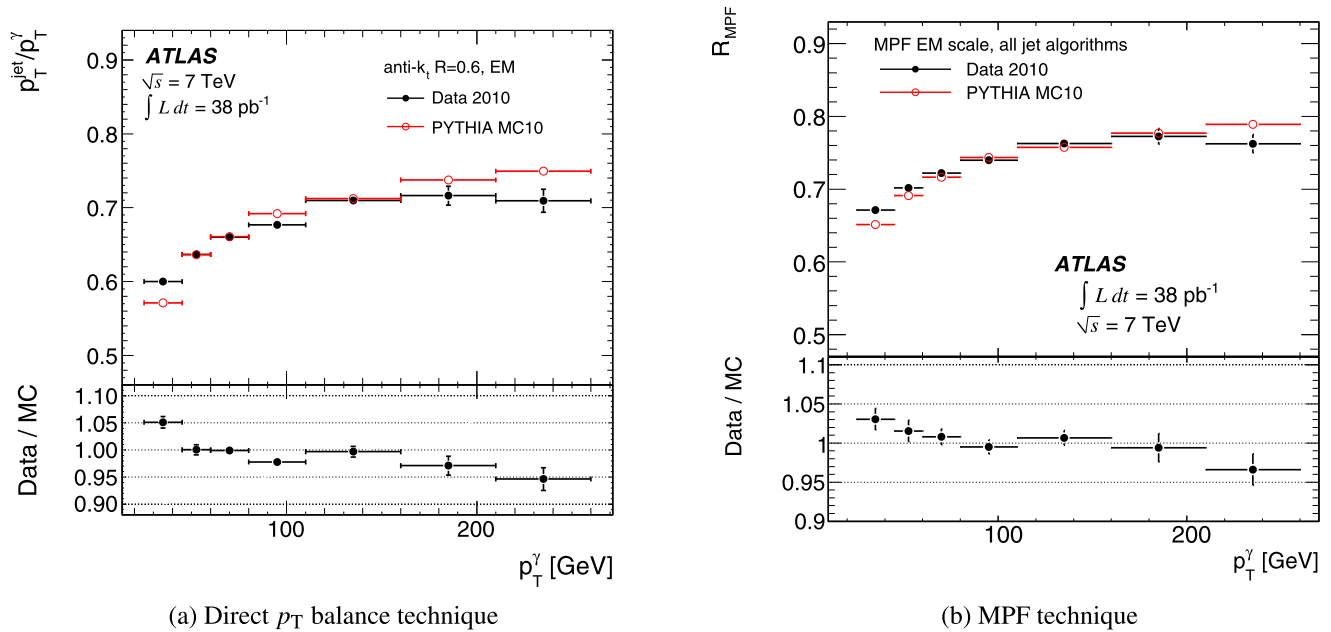 p_T^jet/p_T^γ
0.9
0.8
0.7
0.6
0.5
ATLAS
√s = 7 TeV
∫ L dt = 38 pb⁻¹
anti-k_t R=0.6, EM
Data 2010
PYTHIA MC10
Data / MC
1.10
1.05
1.00
0.95
0.90
100
200
p_T^γ [GeV]
(a) Direct p_T balance technique
R_MPF
0.9
0.8
0.7
0.6
0.5
MPF EM scale, all jet algorithms
Data 2010
PYTHIA MC10
ATLAS
∫ L dt = 38 pb⁻¹
√s = 7 TeV
Data / MC
1.1
1.05
1
0.95
0.9
100
200
p_T^γ [GeV]
(b) MPF technique